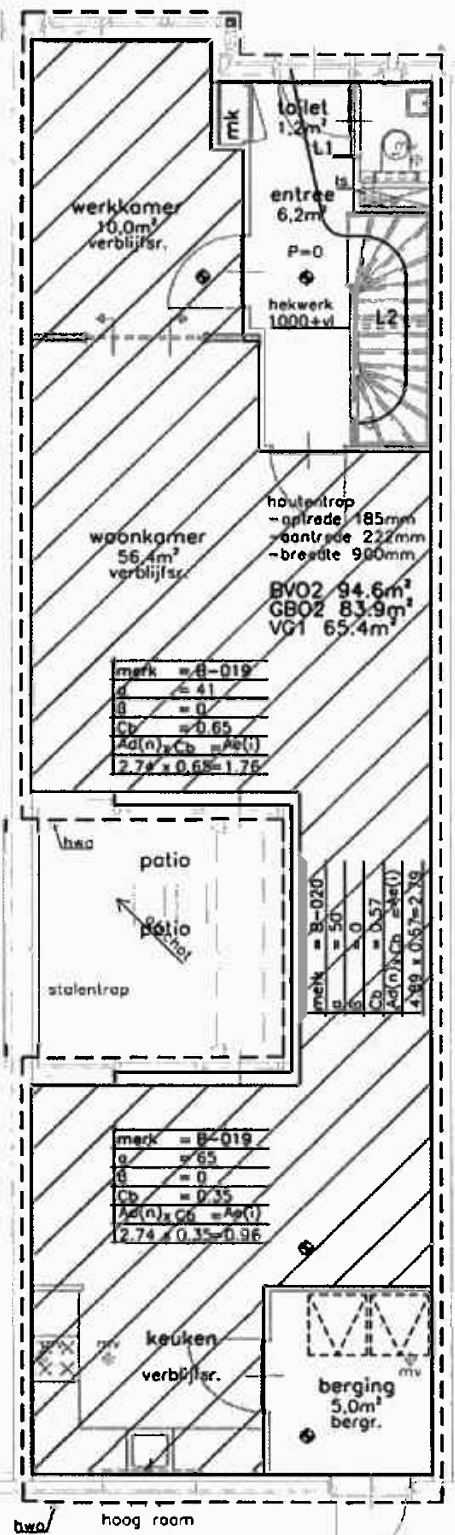 toilet
1,2m²
mk
L1
ts
entree
6,2m²
P=0
werkkamer
10,0m²
verblijfsr.
hekwerk
1000+vl
L2
houtentrap
-optrede 185mm
-aantrede 222mm
-breedte 900mm
woonkamer
56,4m²
verblijfsr.
BVO2 94.6m²
GBO2 83.9m²
VG1 65.4m²
merk = B-019
α = 41
β = 0
Cb = 0.65
Ad(n) x Cb = Ae(i)
2.74 x 0.65=1.76
hwa
patio
patio
afschot
stalentrap
merk = B-020
α = 50
β = 0
Cb = 0.57
Ad(n) x Cb = Ae(i)
4.89 x 0.57=2.79
merk = B-019
α = 65
β = 0
Cb = 0.35
Ad(n) x Cb = Ae(i)
2.74 x 0.35=0.96
keuken
verblijfsr.
mv
berging
5,0m²
bergr.
mv
hwa
hoog raam